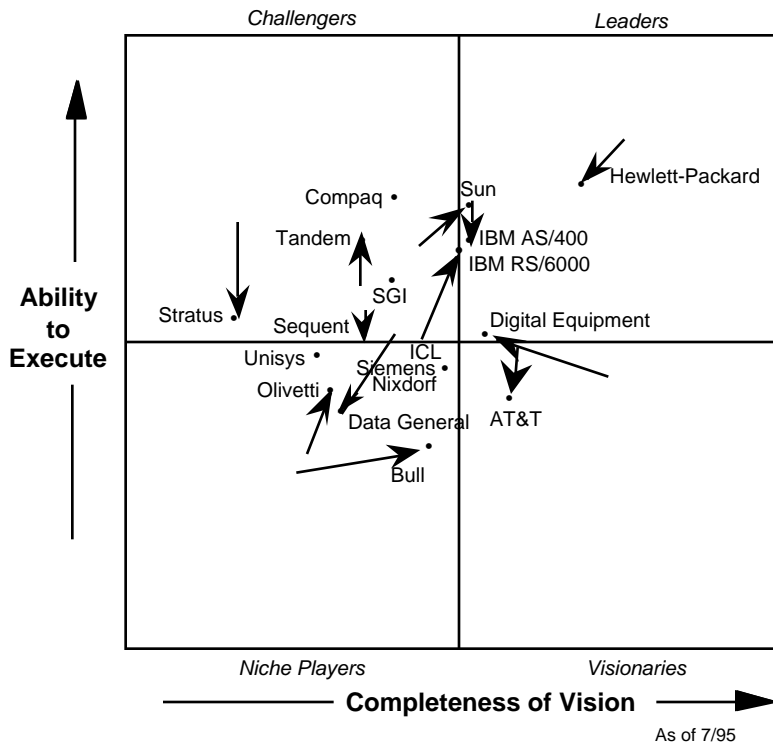 Challengers
Leaders
Hewlett-Packard
Sun
Compaq
Tandem
IBM AS/400
IBM RS/6000
SGI
Ability
to
Execute
Stratus
Sequent
Digital Equipment
ICL
Unisys
Siemens
Nixdorf
Olivetti
Data General
AT&T
Bull
Niche Players
Visionaries
Completeness of Vision
As of 7/95